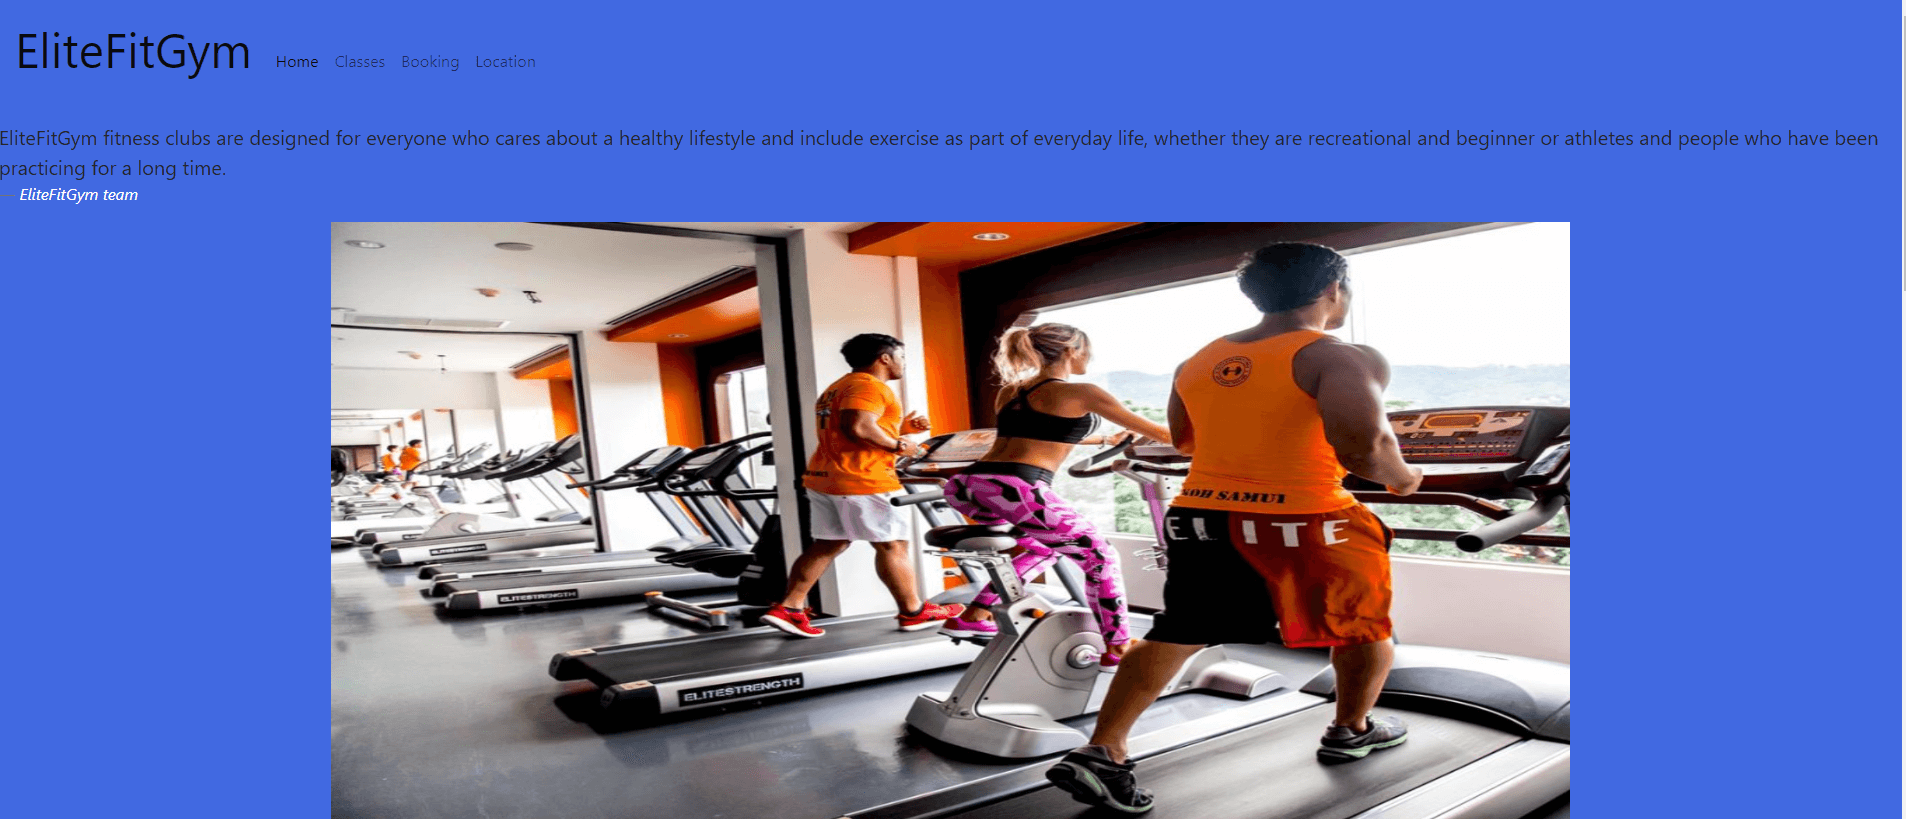 EliteFitGym Home Classes Booking Location
EliteFitGym fitness clubs are designed for everyone who cares about a healthy lifestyle and include exercise as part of everyday life, whether they are recreational and beginner or athletes and people who have been
practicing for a long time.
— EliteFitGym team
KOH SAMUI
ELITE
ELITESTRENGTH
ELITESTRENGTH
ELITESTRENGTH